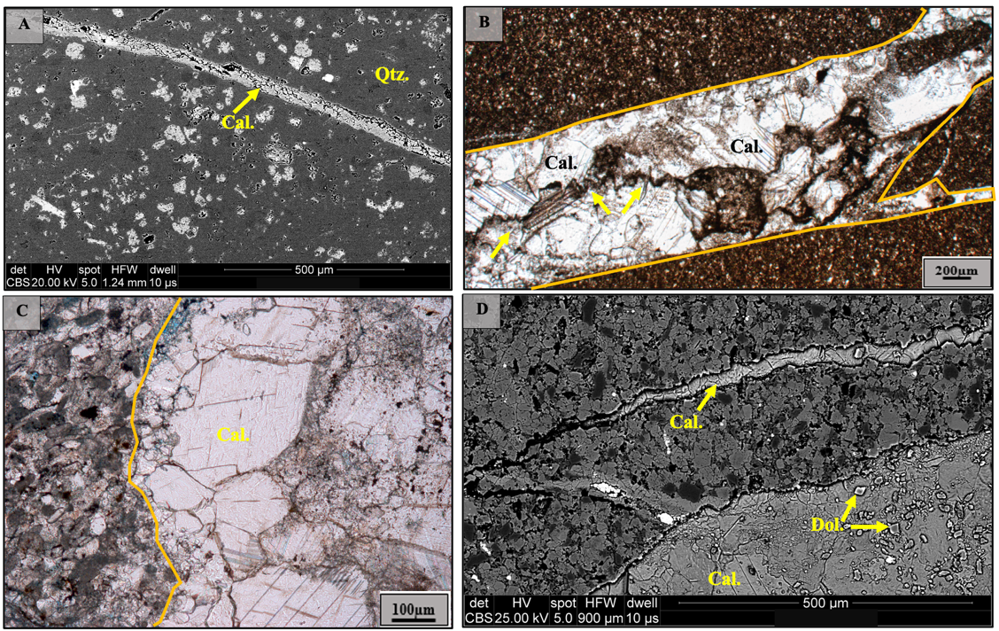 A
Qtz.
Cal.
det HV spot HFW dwell
CBS 20.00 kV 5.0 1.24 mm 10 µs
500 µm
B
Cal.
Cal.
200µm
C
Cal.
100µm
D
Cal.
Dol.
Cal.
det HV spot HFW dwell
CBS 25.00 kV 5.0 900 µm 10 µs
500 µm